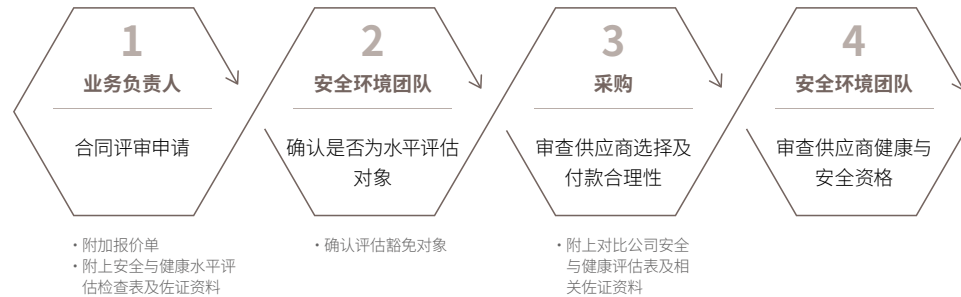 1
业务负责人
合同评审申请
・附加报价单
・附上安全与健康水平评
估检查表及佐证资料
2
安全环境团队
确认是否为水平评估
对象
・确认评估豁免对象
3
采购
审查供应商选择及
付款合理性
・附上对比公司安全
与健康评估表及相
关佐证资料
4
安全环境团队
审查供应商健康与
安全资格